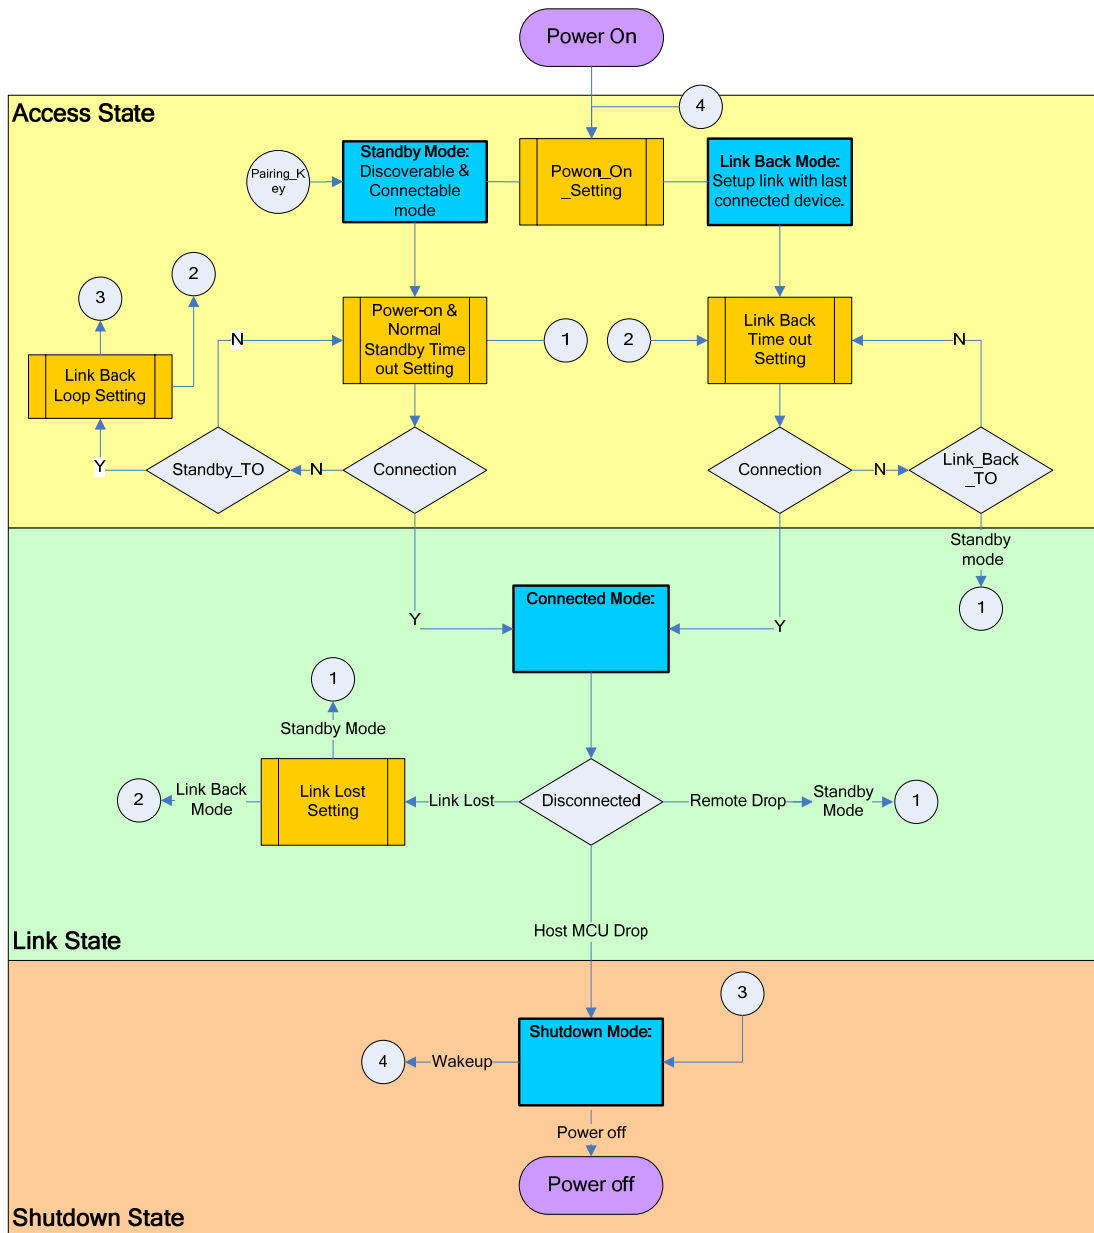 Power On
Access State
4
Pairing_K
ey
Standby Mode:
Discoverable &
Connectable
mode
Powon_On
_Setting
Link Back Mode:
Setup link with last
connected device.
2
3
N
Power-on &
Normal
Standby Time
out Setting
1
2
Link Back
Time out
Setting
N
Link Back
Loop Setting
Y
Standby_TO
N
Connection
Connection
N
Link_Back
_TO
Standby
mode
1
Connected Mode:
Y
Y
1
Standby Mode
2
Link Back
Mode
Link Lost
Setting
Link Lost
Disconnected
Remote Drop
Standby
Mode
1
Host MCU Drop
Link State
3
Shutdown Mode:
4
Wakeup
Power off
Power off
Shutdown State